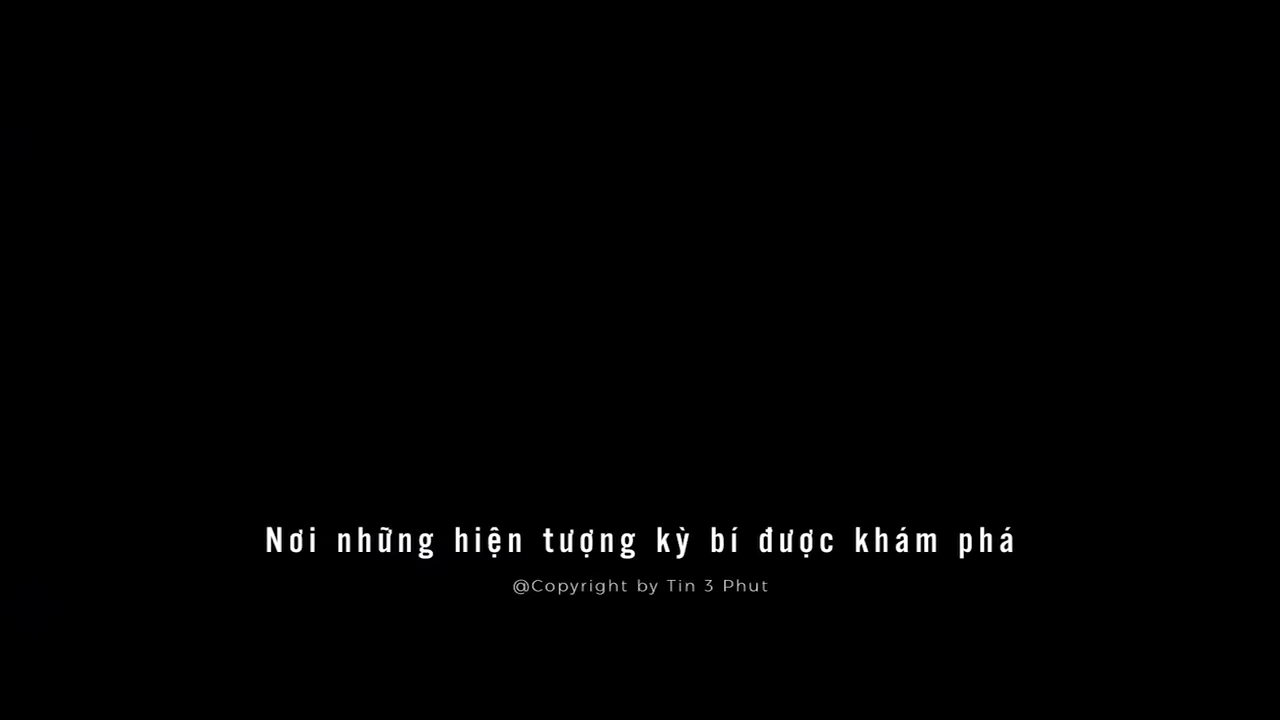 Nơi những hiện tượng kỳ bí được khám phá
@Copyright by Tin 3 Phut